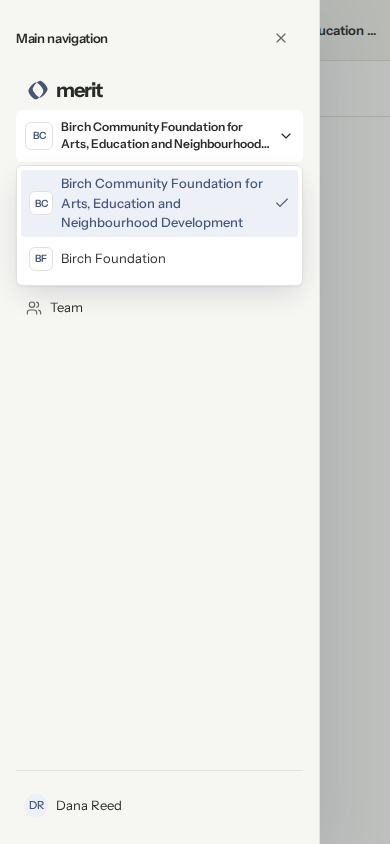 Main navigation
ucation ...
merit
BC
Birch Community Foundation for
Arts, Education and Neighbourhood...
BC
Birch Community Foundation for
Arts, Education and
Neighbourhood Development
BF
Birch Foundation
Team
DR
Dana Reed